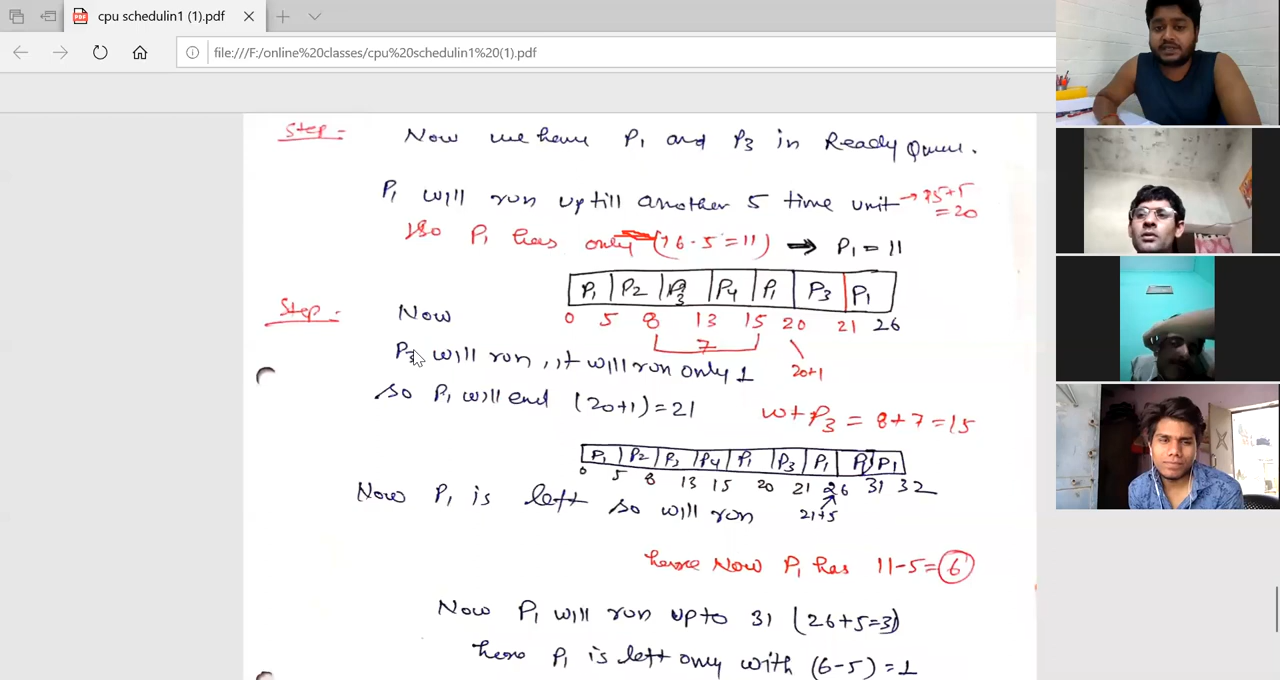 cpu schedulin1 (1).pdf
file:///F:/online%20classes/cpu%20schedulin1%20(1).pdf
Step:- Now we have P1 and P3 in Ready Queue.
P1 will run up till another 5 time unit → 15+5
=20
So P1 has only (16-5=11) → P1 = 11
P1 P2 P3 P4 P1 P3 P1
0 5 8 13 15 20 21 26
7
20+1
Step:- Now
P3 will run, it will run only 1
So P1 will end (20+1)=21
wt P3 = 8+7=15
P1 P2 P3 P4 P1 P3 P1 P1 P1
0 5 8 13 15 20 21 26 31 32
21+5
Now P1 is left so will run
hence Now P1 has 11-5=6
Now P1 will run upto 31 (26+5=31)
here P1 is left only with (6-5)=1